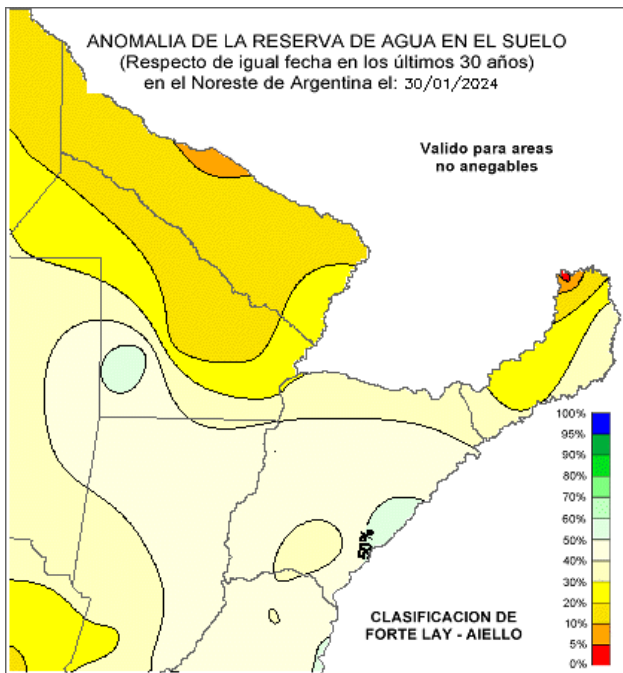 ANOMALIA DE LA RESERVA DE AGUA EN EL SUELO
(Respecto de igual fecha en los últimos 30 años)
en el Noreste de Argentina el: 30/01/2024
Valido para areas
no anegables
100%
95%
90%
80%
70%
60%
50%
40%
30%
20%
10%
5%
0%
50%
CLASIFICACION DE
FORTE LAY - AIELLO